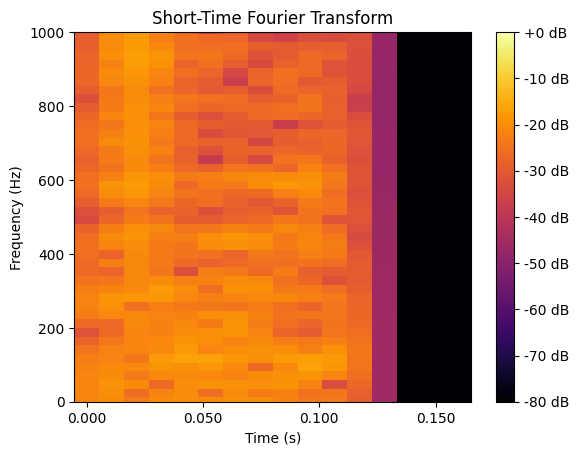 Short-Time Fourier Transform
Frequency (Hz)
1000
800
600
400
200
0
0.000
0.050
0.100
0.150
Time (s)
+0 dB
-10 dB
-20 dB
-30 dB
-40 dB
-50 dB
-60 dB
-70 dB
-80 dB